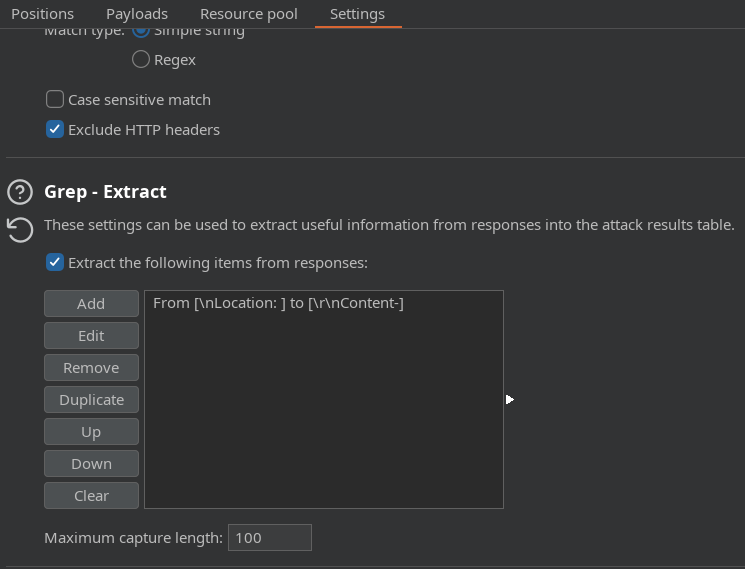 Positions Payloads Resource pool Settings
Match type: Simple string
Regex
Case sensitive match
Exclude HTTP headers
Grep - Extract
These settings can be used to extract useful information from responses into the attack results table.
Extract the following items from responses:
Add
From [\nLocation: ] to [\r\nContent-]
Edit
Remove
Duplicate
Up
Down
Clear
Maximum capture length: 100